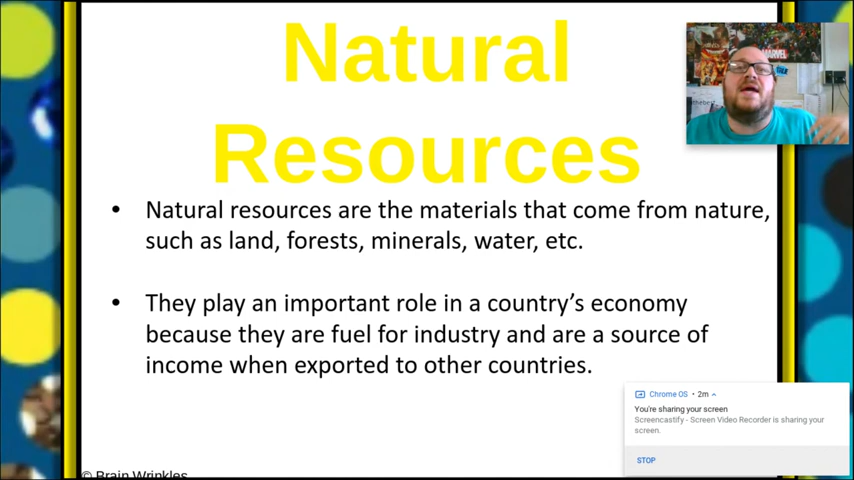 Natural
Resources
• Natural resources are the materials that come from nature,
such as land, forests, minerals, water, etc.
• They play an important role in a country’s economy
because they are fuel for industry and are a source of
income when exported to other countries.
MARVEL
Chrome OS • 2m
You're sharing your screen
Screencastify - Screen Video Recorder is sharing your
screen.
STOP
© Brain Wrinkles